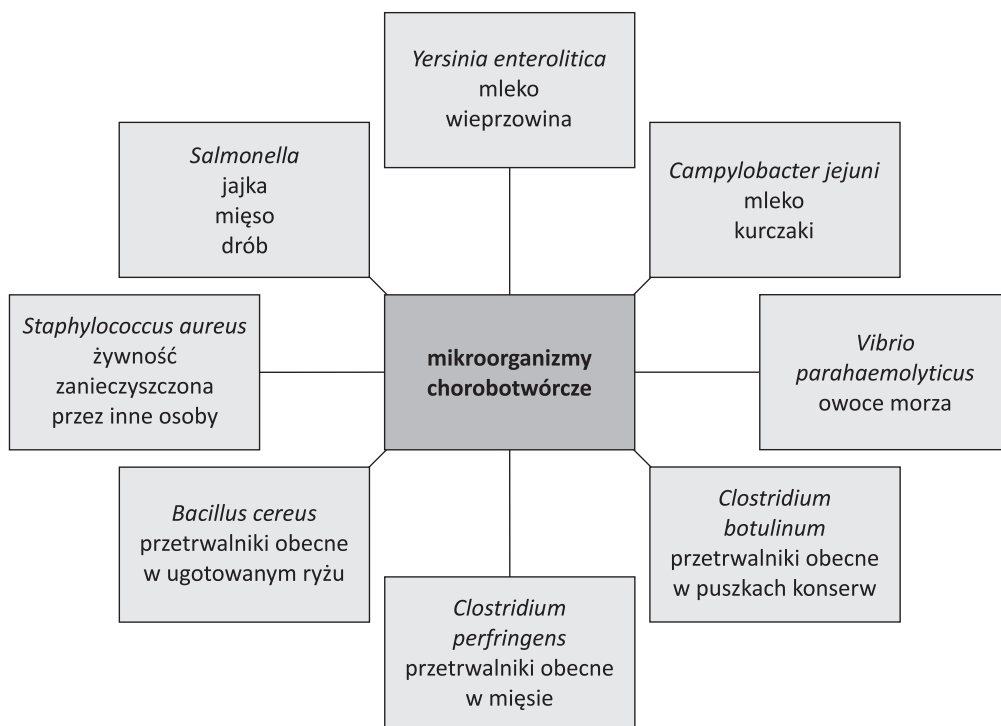 Yersinia enterolitica
mleko
wieprzowina
Salmonella
jajka
mięso
drób
Campylobacter jejuni
mleko
kurczaki
Staphylococcus aureus
żywność
zanieczyszczona
przez inne osoby
mikroorganizmy
chorobotwórcze
Vibrio
parahaemolyticus
owoce morza
Bacillus cereus
przetrwalniki obecne
w ugotowanym ryżu
Clostridium
perfringens
przetrwalniki obecne
w mięsie
Clostridium
botulinum
przetrwalniki obecne
w puszkach konserw